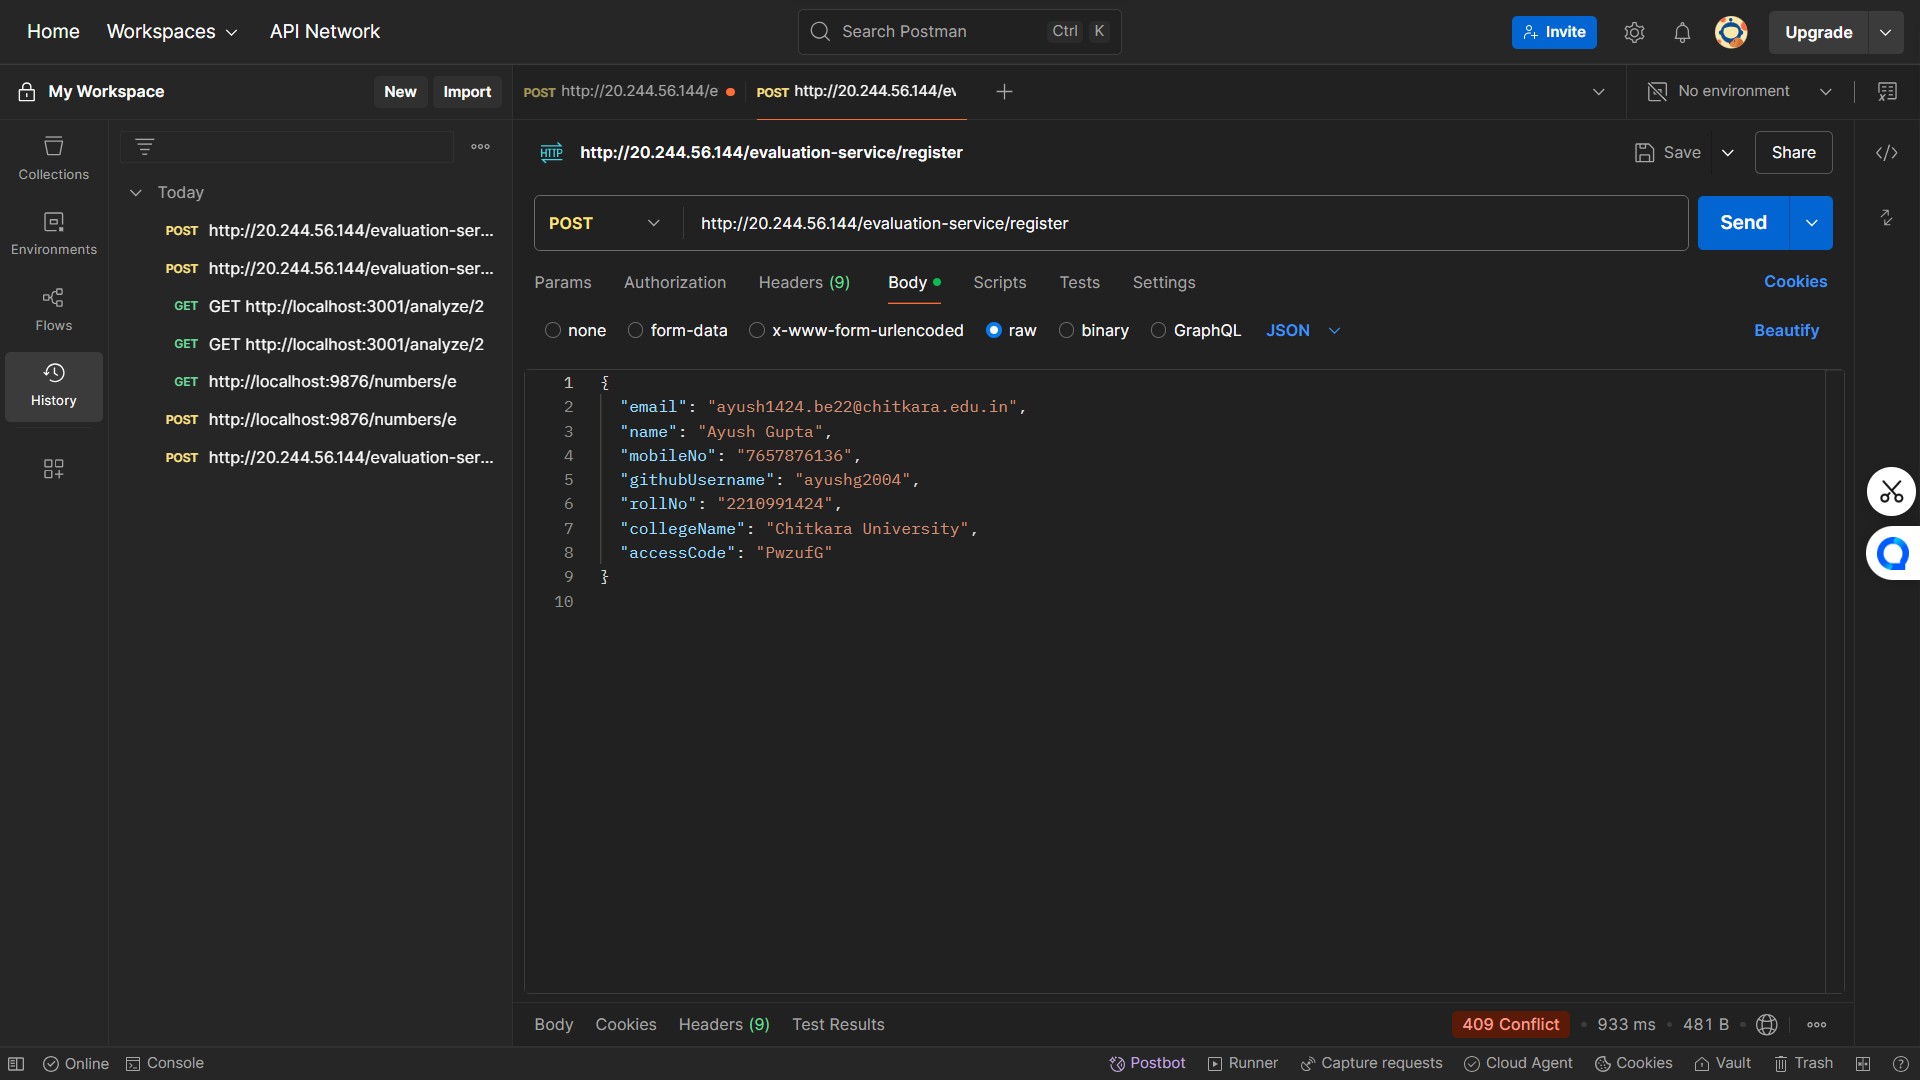 Home Workspaces API Network Search Postman Ctrl K Invite Upgrade
My Workspace New Import POST http://20.244.56.144/e POST http://20.244.56.144/ev No environment
HTTP http://20.244.56.144/evaluation-service/register Save Share
Collections
Environments
Flows
History
Today
POST http://20.244.56.144/evaluation-ser...
POST http://20.244.56.144/evaluation-ser...
GET GET http://localhost:3001/analyze/2
GET GET http://localhost:3001/analyze/2
GET http://localhost:9876/numbers/e
POST http://localhost:9876/numbers/e
POST http://20.244.56.144/evaluation-ser...
POST http://20.244.56.144/evaluation-service/register Send
Params Authorization Headers (9) Body Scripts Tests Settings Cookies
none form-data x-www-form-urlencoded raw binary GraphQL JSON Beautify
1 {
2 "email": "ayush1424.be22@chitkara.edu.in",
3 "name": "Ayush Gupta",
4 "mobileNo": "7657876136",
5 "githubUsername": "ayushg2004",
6 "rollNo": "2210991424",
7 "collegeName": "Chitkara University",
8 "accessCode": "PwzufG"
9 }
10
Body Cookies Headers (9) Test Results 409 Conflict 933 ms 481 B
Online Console Postbot Runner Capture requests Cloud Agent Cookies Vault Trash